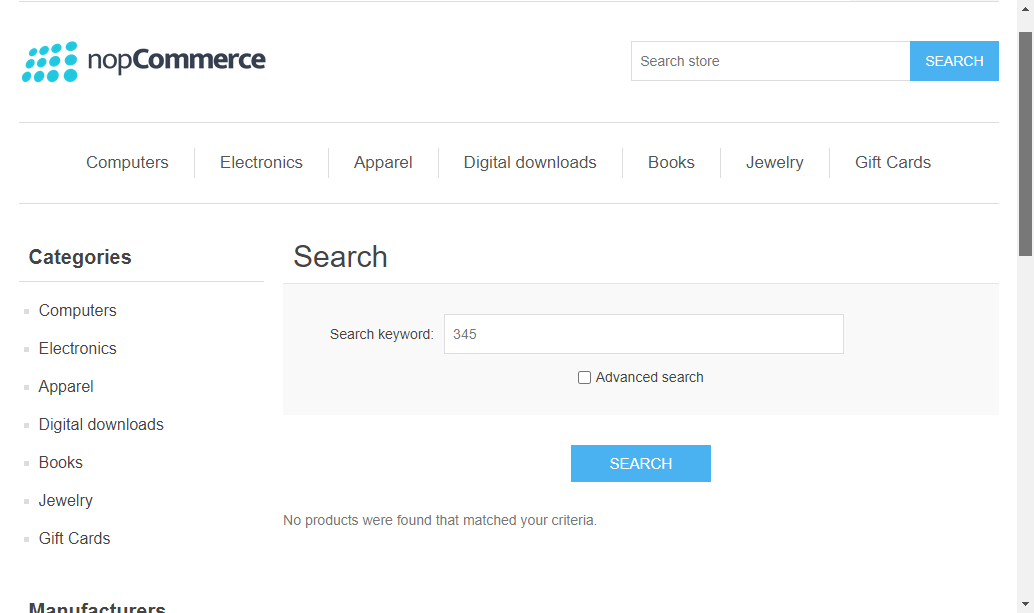 nopCommerce
Search store
SEARCH
Computers
Electronics
Apparel
Digital downloads
Books
Jewelry
Gift Cards
Categories
Computers
Electronics
Apparel
Digital downloads
Books
Jewelry
Gift Cards
Manufacturers
Search
Search keyword:
345
Advanced search
SEARCH
No products were found that matched your criteria.